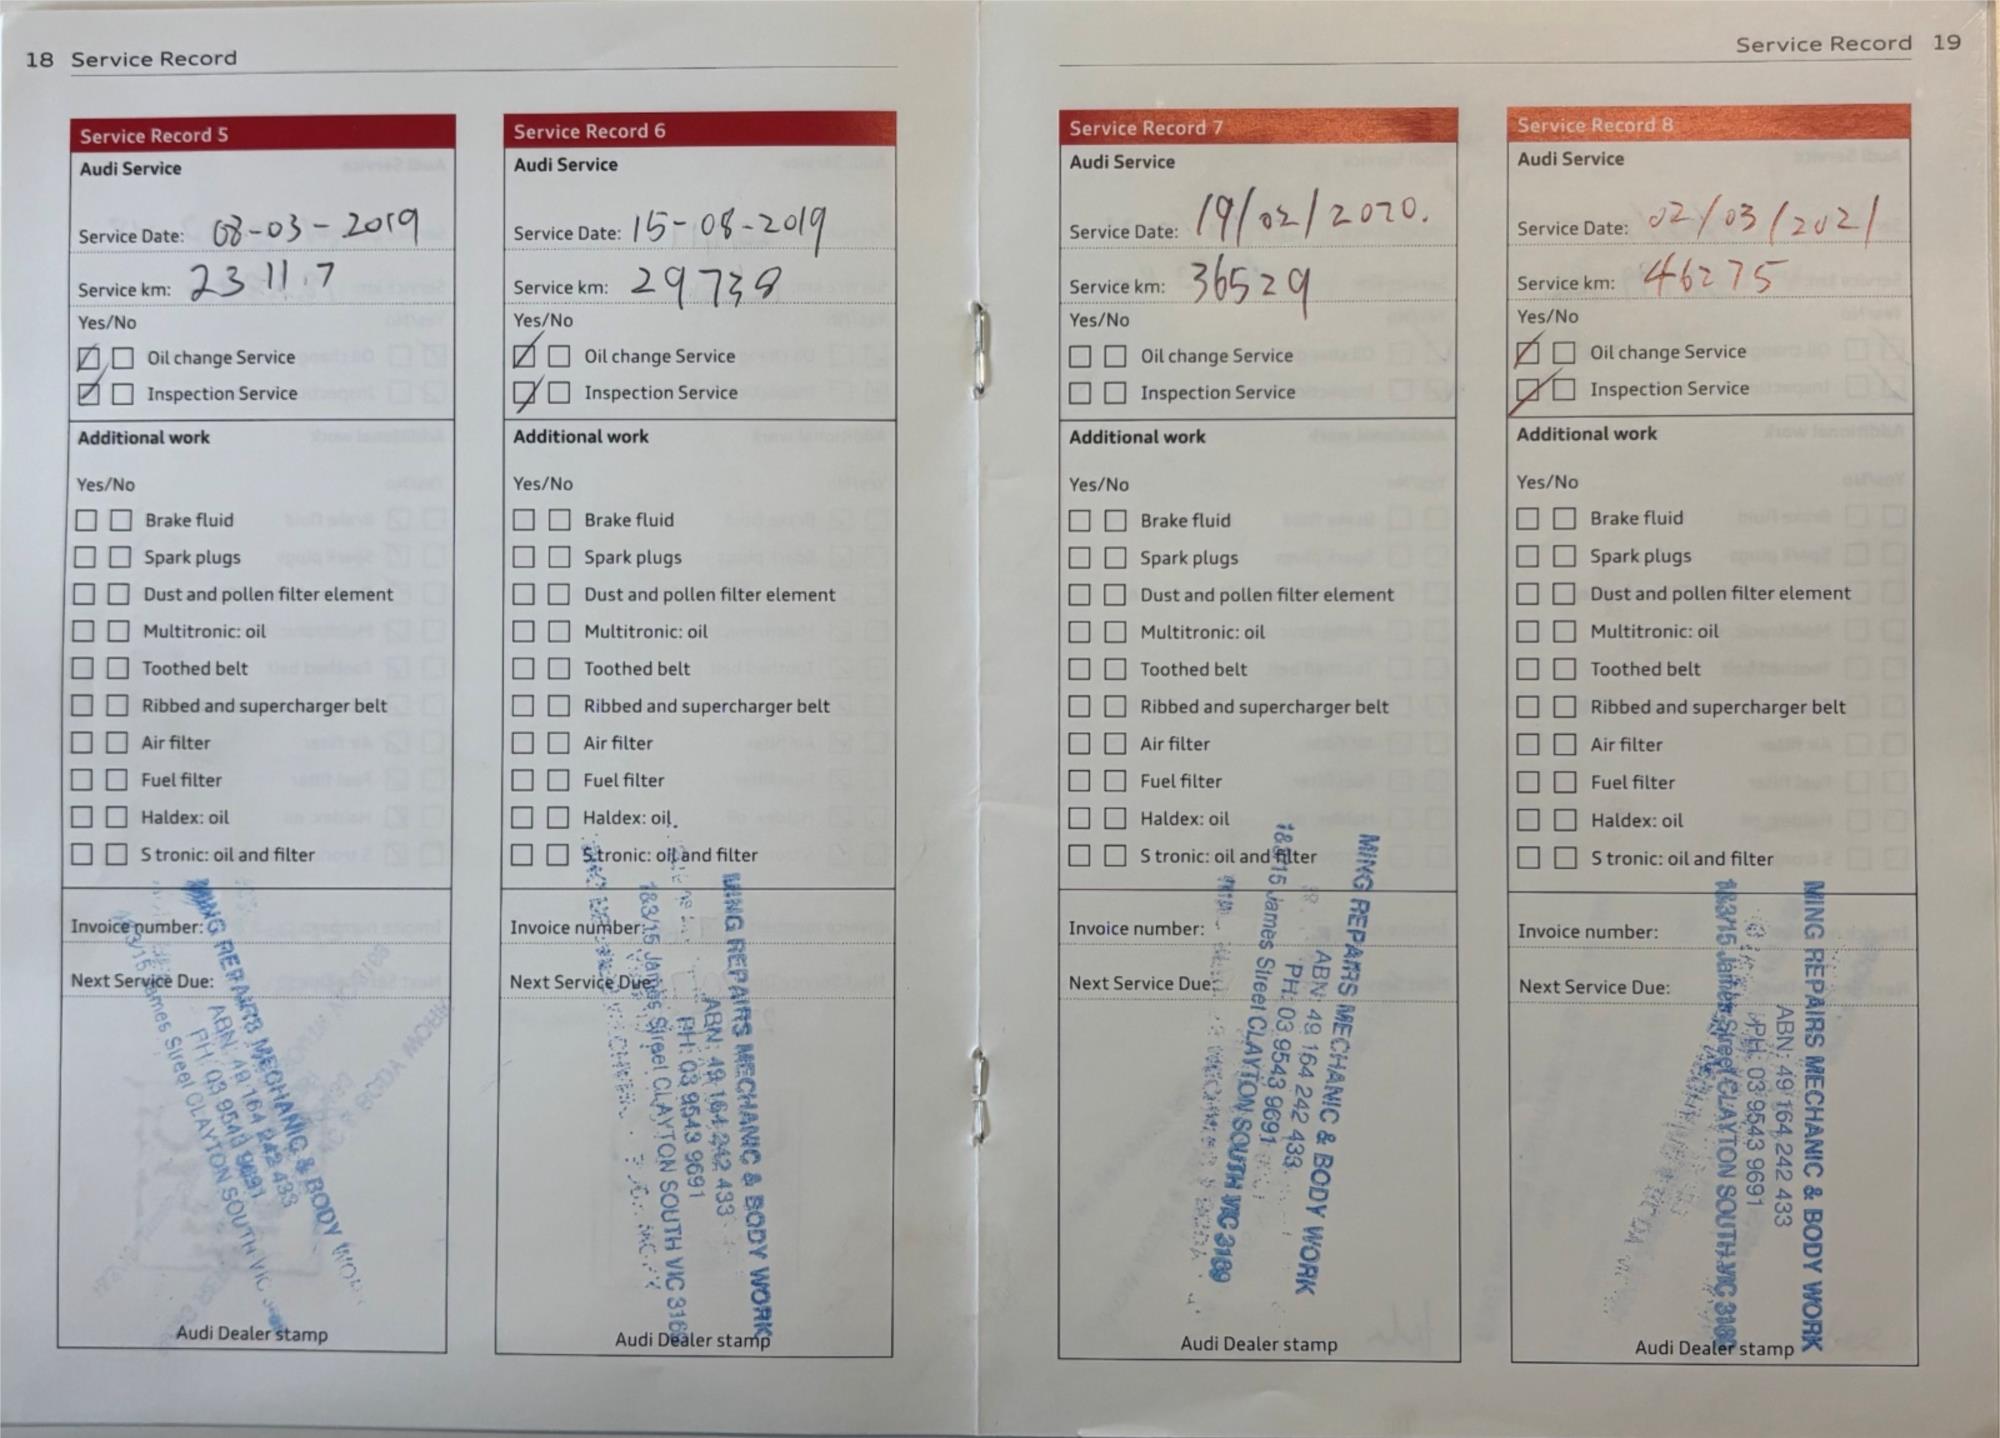 18 Service Record
Service Record 5
Audi Service
Service Date: 08-03-2019
Service km: 23117
Yes/No
Oil change Service
Inspection Service
Additional work
Yes/No
Brake fluid
Spark plugs
Dust and pollen filter element
Multitronic: oil
Toothed belt
Ribbed and supercharger belt
Air filter
Fuel filter
Haldex: oil
S tronic: oil and filter
Invoice number:
Next Service Due:
MING REPAIRS MECHANIC & BODY
ABN: 49 164 242 433
PH: 03 9543 9691
James Street CLAYTON SOUTH VIC
Audi Dealer stamp
Service Record 6
Audi Service
Service Date: 15-08-2019
Service km: 29738
Yes/No
Oil change Service
Inspection Service
Additional work
Yes/No
Brake fluid
Spark plugs
Dust and pollen filter element
Multitronic: oil
Toothed belt
Ribbed and supercharger belt
Air filter
Fuel filter
Haldex: oil
S tronic: oil and filter
Invoice number:
Next Service Due:
MING REPAIRS MECHANIC & BODY WORK
ABN: 49 164 242 433
PH: 03 9543 9691
1&3/15 James Street CLAYTON SOUTH VIC 3169
Audi Dealer stamp
Service Record 19
Service Record 7
Audi Service
Service Date: 19/02/2020.
Service km: 36529
Yes/No
Oil change Service
Inspection Service
Additional work
Yes/No
Brake fluid
Spark plugs
Dust and pollen filter element
Multitronic: oil
Toothed belt
Ribbed and supercharger belt
Air filter
Fuel filter
Haldex: oil
S tronic: oil and filter
Invoice number:
Next Service Due:
MING REPAIRS MECHANIC & BODY WORK
ABN: 49 164 242 433
PH: 03 9543 9691
1&3/15 James Street CLAYTON SOUTH VIC 3169
Audi Dealer stamp
Service Record 8
Audi Service
Service Date: 02/03/2021
Service km: 46275
Yes/No
Oil change Service
Inspection Service
Additional work
Yes/No
Brake fluid
Spark plugs
Dust and pollen filter element
Multitronic: oil
Toothed belt
Ribbed and supercharger belt
Air filter
Fuel filter
Haldex: oil
S tronic: oil and filter
Invoice number:
Next Service Due:
MING REPAIRS MECHANIC & BODY WORK
ABN: 49 164 242 433
PH: 03 9543 9691
1&3/15 James Street CLAYTON SOUTH VIC 3169
Audi Dealer stamp